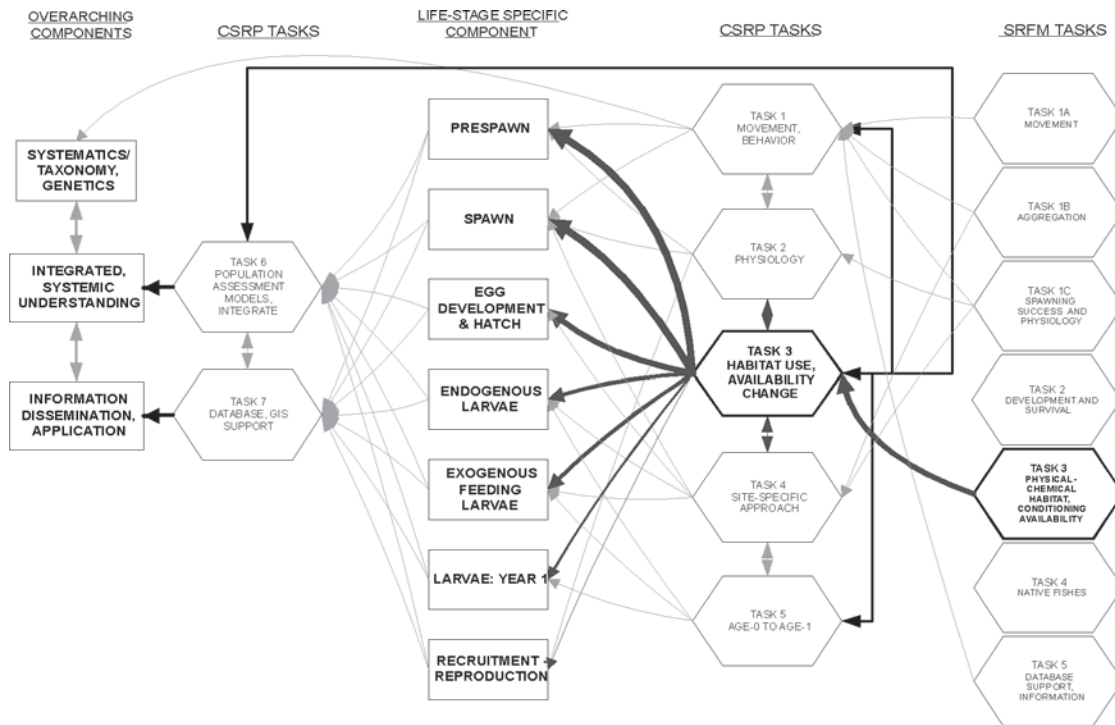 OVERARCHING
COMPONENTS
CSRP TASKS
LIFE-STAGE SPECIFIC
COMPONENT
CSRP TASKS
SRFM TASKS
SYSTEMATICS/
TAXONOMY,
GENETICS
INTEGRATED,
SYSTEMIC
UNDERSTANDING
INFORMATION
DISSEMINATION,
APPLICATION
TASK 6
POPULATION
ASSESSMENT
MODELS,
INTEGRATE
TASK 7
DATABASE, GIS
SUPPORT
PRESPAWN
SPAWN
EGG
DEVELOPMENT
& HATCH
ENDOGENOUS
LARVAE
EXOGENOUS
FEEDING
LARVAE
LARVAE: YEAR 1
RECRUITMENT -
REPRODUCTION
TASK 1
MOVEMENT,
BEHAVIOR
TASK 2
PHYSIOLOGY
TASK 3
HABITAT USE,
AVAILABILITY
CHANGE
TASK 4
SITE-SPECIFIC
APPROACH
TASK 5
AGE-0 TO AGE-1
TASK 1A
MOVEMENT
TASK 1B
AGGREGATION
TASK 1C
SPAWNING
SUCCESS AND
PHYSIOLOGY
TASK 2
DEVELOPMENT AND
SURVIVAL
TASK 3
PHYSICAL-
CHEMICAL
HABITAT,
CONDITIONING
AVAILABILITY
TASK 4
NATIVE FISHES
TASK 5
DATABASE
SUPPORT,
INFORMATION